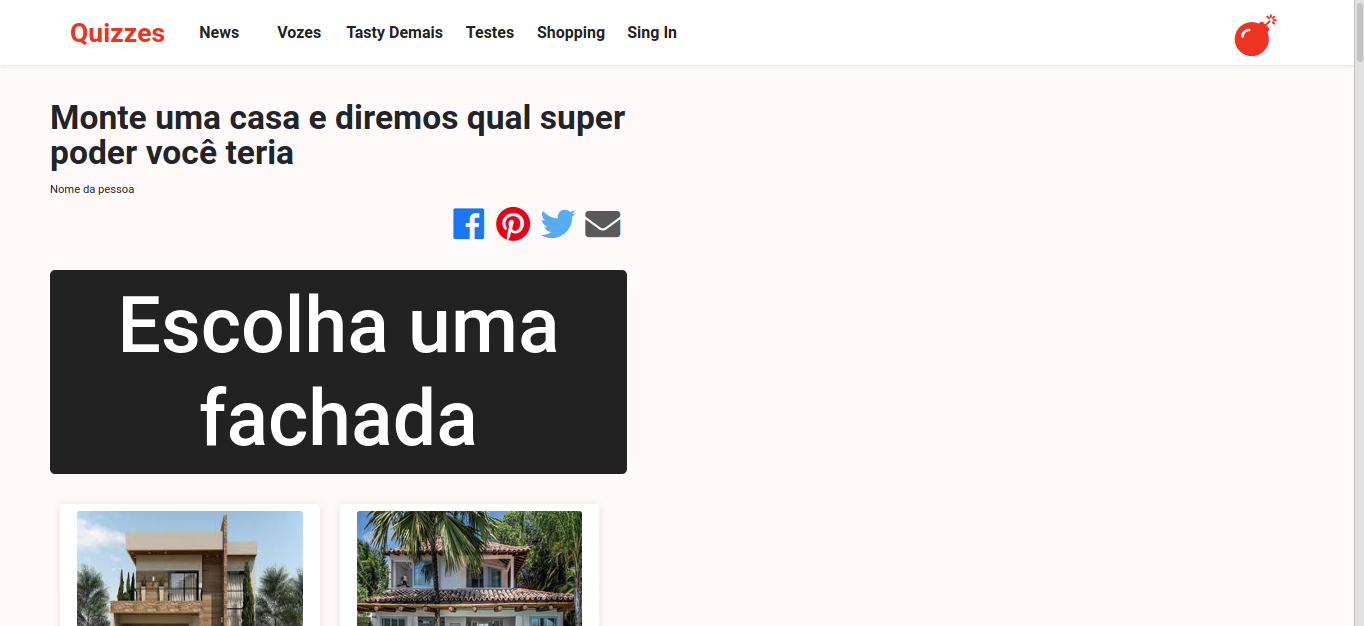 Quizzes News Vozes Tasty Demais Testes Shopping Sing In
Monte uma casa e diremos qual super
poder você teria
Nome da pessoa
Escolha uma
fachada